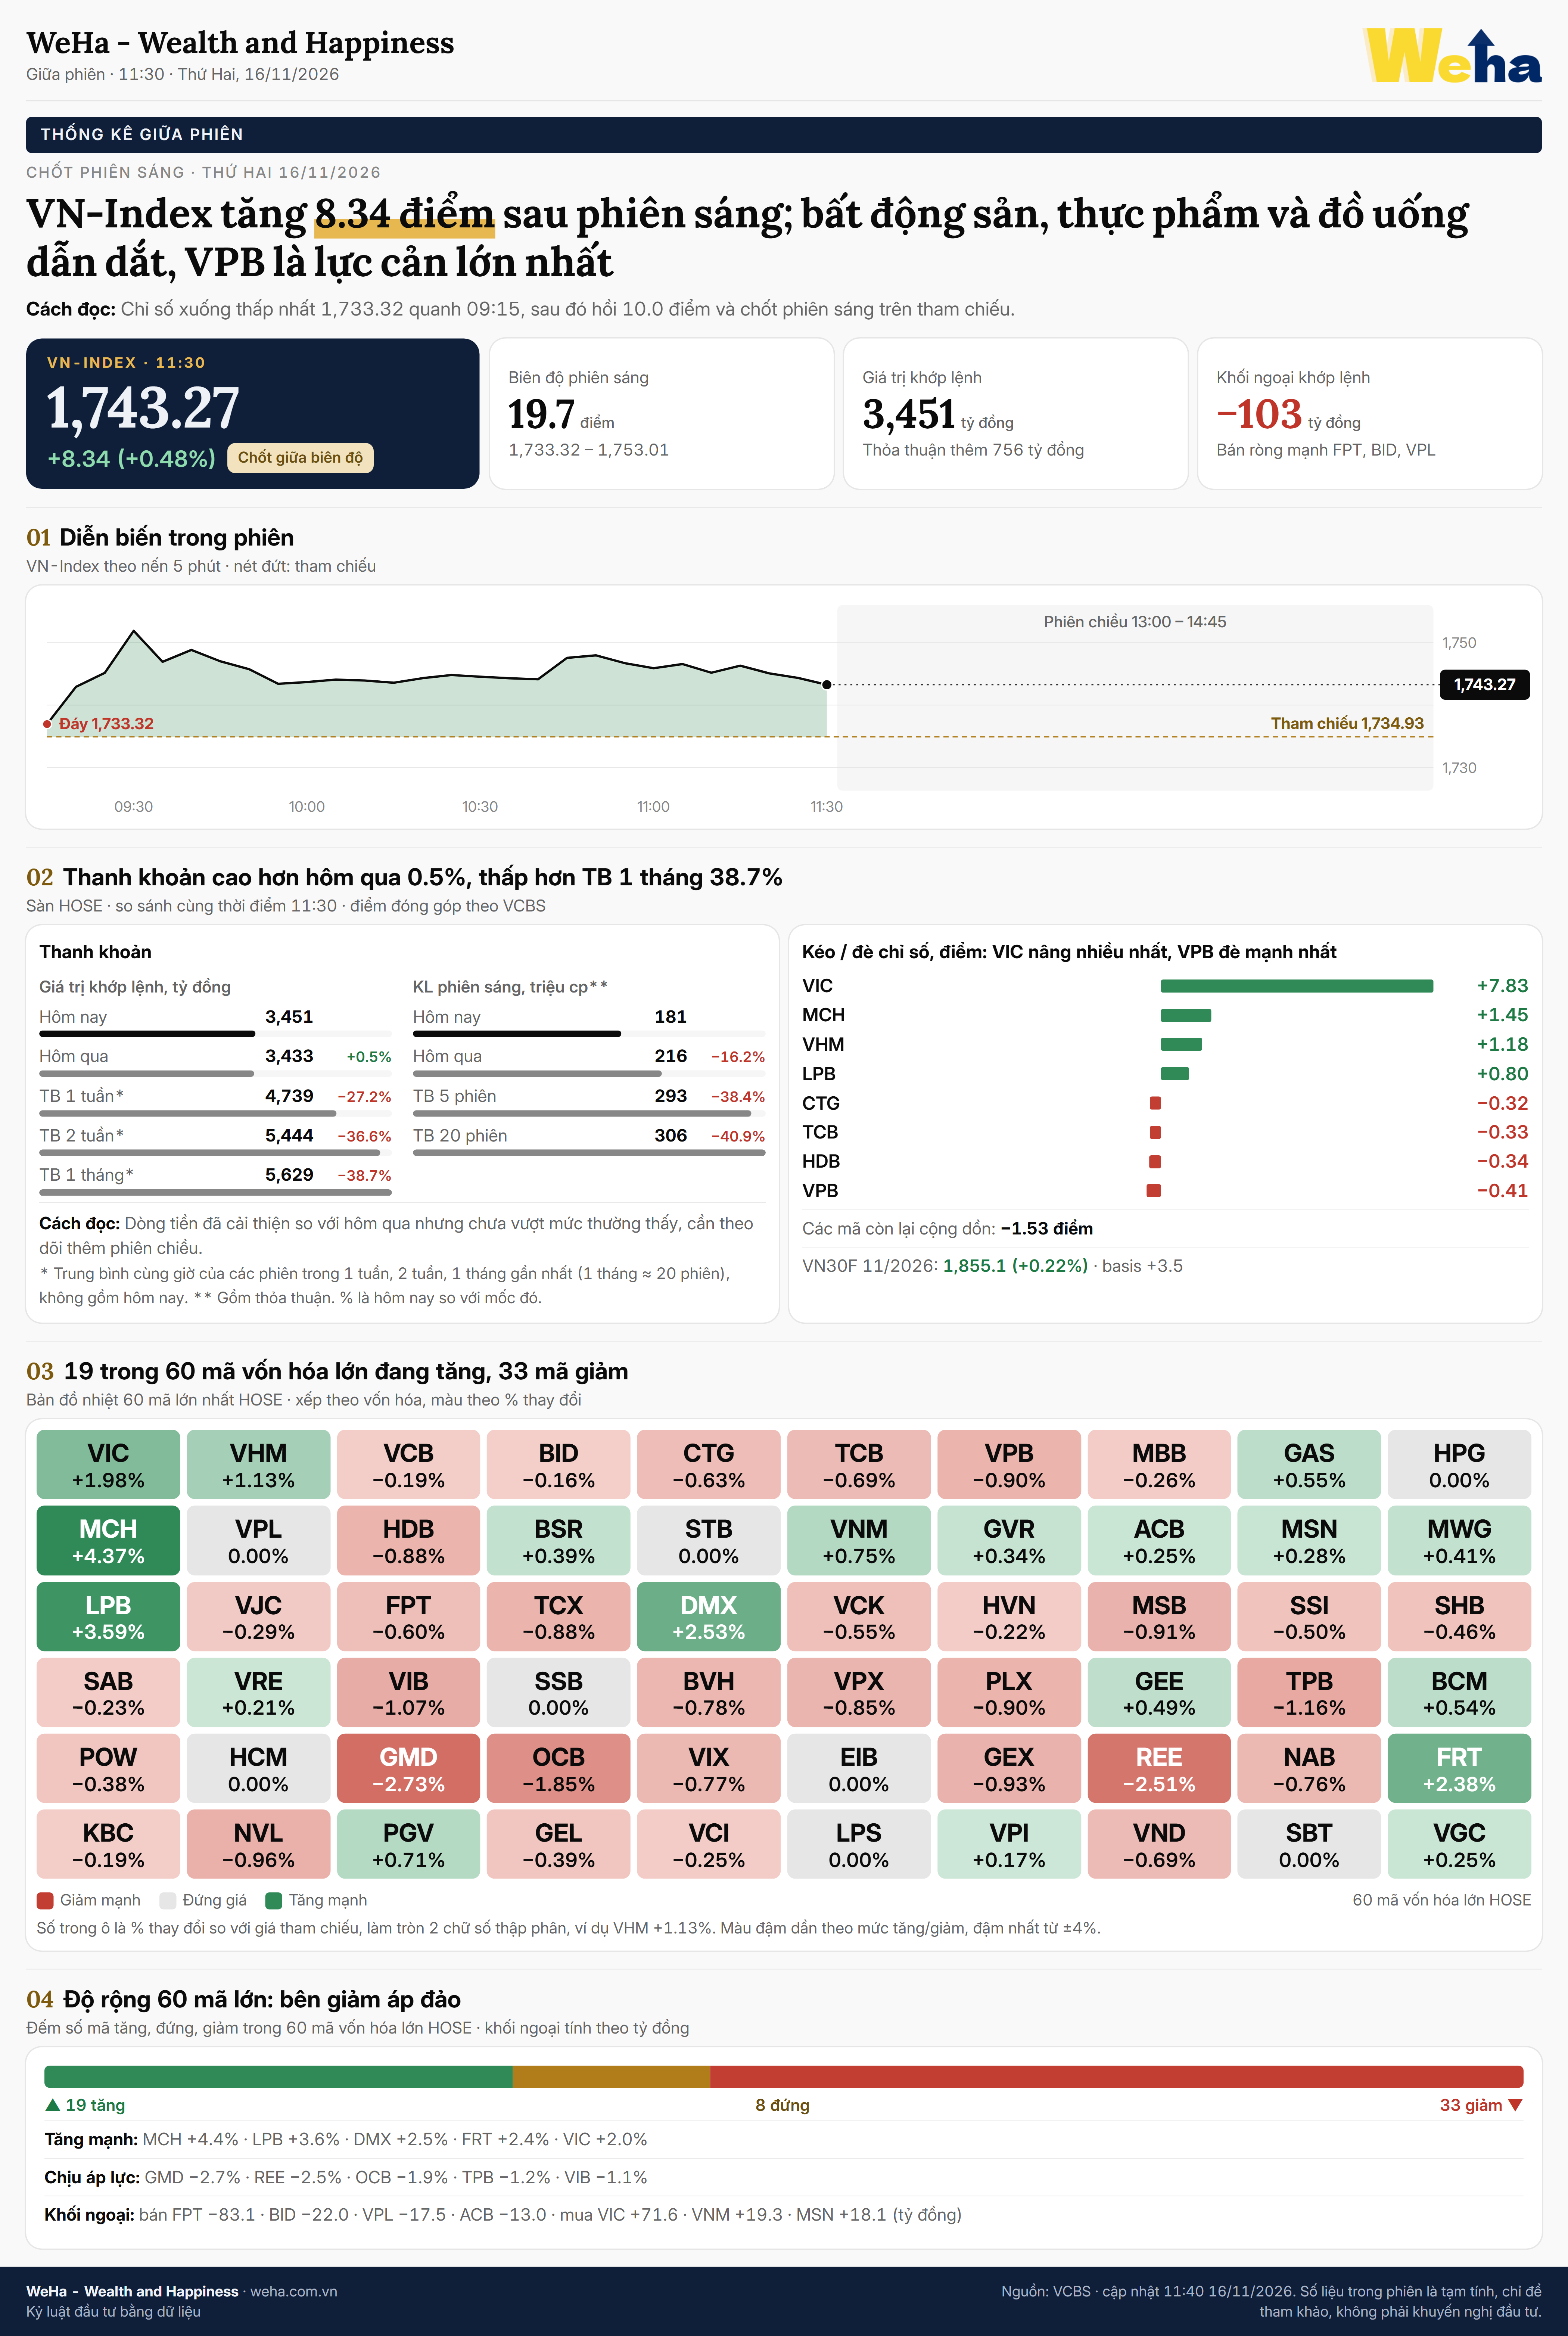 WeHa - Wealth and Happiness
Giữa phiên · 11:30 · Thứ Hai, 16/11/2026
Weha
THỐNG KÊ GIỮA PHIÊN
CHỐT PHIÊN SÁNG · THỨ HAI 16/11/2026
VN-Index tăng 8.34 điểm sau phiên sáng; bất động sản, thực phẩm và đồ uống
dẫn dắt, VPB là lực cản lớn nhất
Cách đọc: Chỉ số xuống thấp nhất 1,733.32 quanh 09:15, sau đó hồi 10.0 điểm và chốt phiên sáng trên tham chiếu.
VN-INDEX · 11:30
1,743.27
+8.34 (+0.48%) Chốt giữa biên độ
Biên độ phiên sáng
19.7 điểm
1,733.32 – 1,753.01
Giá trị khớp lệnh
3,451 tỷ đồng
Thỏa thuận thêm 756 tỷ đồng
Khối ngoại khớp lệnh
−103 tỷ đồng
Bán ròng mạnh FPT, BID, VPL
01 Diễn biến trong phiên
VN-Index theo nến 5 phút · nét đứt: tham chiếu
Phiên chiều 13:00 – 14:45
1,750
1,743.27
Đáy 1,733.32
Tham chiếu 1,734.93
1,730
09:30 10:00 10:30 11:00 11:30
02 Thanh khoản cao hơn hôm qua 0.5%, thấp hơn TB 1 tháng 38.7%
Sàn HOSE · so sánh cùng thời điểm 11:30 · điểm đóng góp theo VCBS
Thanh khoản
Giá trị khớp lệnh, tỷ đồng
Hôm nay 3,451
Hôm qua 3,433 +0.5%
TB 1 tuần* 4,739 −27.2%
TB 2 tuần* 5,444 −36.6%
TB 1 tháng* 5,629 −38.7%
KL phiên sáng, triệu cp**
Hôm nay 181
Hôm qua 216 −16.2%
TB 5 phiên 293 −38.4%
TB 20 phiên 306 −40.9%
Cách đọc: Dòng tiền đã cải thiện so với hôm qua nhưng chưa vượt mức thường thấy, cần theo
dõi thêm phiên chiều.
* Trung bình cùng giờ của các phiên trong 1 tuần, 2 tuần, 1 tháng gần nhất (1 tháng ≈ 20 phiên),
không gồm hôm nay. ** Gồm thỏa thuận. % là hôm nay so với mốc đó.
Kéo / đè chỉ số, điểm: VIC nâng nhiều nhất, VPB đè mạnh nhất
VIC +7.83
MCH +1.45
VHM +1.18
LPB +0.80
CTG −0.32
TCB −0.33
HDB −0.34
VPB −0.41
Các mã còn lại cộng dồn: −1.53 điểm
VN30F 11/2026: 1,855.1 (+0.22%) · basis +3.5
03 19 trong 60 mã vốn hóa lớn đang tăng, 33 mã giảm
Bản đồ nhiệt 60 mã lớn nhất HOSE · xếp theo vốn hóa, màu theo % thay đổi
VIC VHM VCB BID CTG TCB VPB MBB GAS HPG
+1.98% +1.13% −0.19% −0.16% −0.63% −0.69% −0.90% −0.26% +0.55% 0.00%
MCH VPL HDB BSR STB VNM GVR ACB MSN MWG
+4.37% 0.00% −0.88% +0.39% 0.00% +0.75% +0.34% +0.25% +0.28% +0.41%
LPB VJC FPT TCX DMX VCK HVN MSB SSI SHB
+3.59% −0.29% −0.60% −0.88% +2.53% −0.55% −0.22% −0.91% −0.50% −0.46%
SAB VRE VIB SSB BVH VPX PLX GEE TPB BCM
−0.23% +0.21% −1.07% 0.00% −0.78% −0.85% −0.90% +0.49% −1.16% +0.54%
POW HCM GMD OCB VIX EIB GEX REE NAB FRT
−0.38% 0.00% −2.73% −1.85% −0.77% 0.00% −0.93% −2.51% −0.76% +2.38%
KBC NVL PGV GEL VCI LPS VPI VND SBT VGC
−0.19% −0.96% +0.71% −0.39% −0.25% 0.00% +0.17% −0.69% 0.00% +0.25%
Giảm mạnh Đứng giá Tăng mạnh 60 mã vốn hóa lớn HOSE
Số trong ô là % thay đổi so với giá tham chiếu, làm tròn 2 chữ số thập phân, ví dụ VHM +1.13%. Màu đậm dần theo mức tăng/giảm, đậm nhất từ ±4%.
04 Độ rộng 60 mã lớn: bên giảm áp đảo
Đếm số mã tăng, đứng, giảm trong 60 mã vốn hóa lớn HOSE · khối ngoại tính theo tỷ đồng
▲ 19 tăng 8 đứng 33 giảm ▼
Tăng mạnh: MCH +4.4% · LPB +3.6% · DMX +2.5% · FRT +2.4% · VIC +2.0%
Chịu áp lực: GMD −2.7% · REE −2.5% · OCB −1.9% · TPB −1.2% · VIB −1.1%
Khối ngoại: bán FPT −83.1 · BID −22.0 · VPL −17.5 · ACB −13.0 · mua VIC +71.6 · VNM +19.3 · MSN +18.1 (tỷ đồng)
WeHa - Wealth and Happiness · weha.com.vn
Kỷ luật đầu tư bằng dữ liệu
Nguồn: VCBS · cập nhật 11:40 16/11/2026. Số liệu trong phiên là tạm tính, chỉ để
tham khảo, không phải khuyến nghị đầu tư.